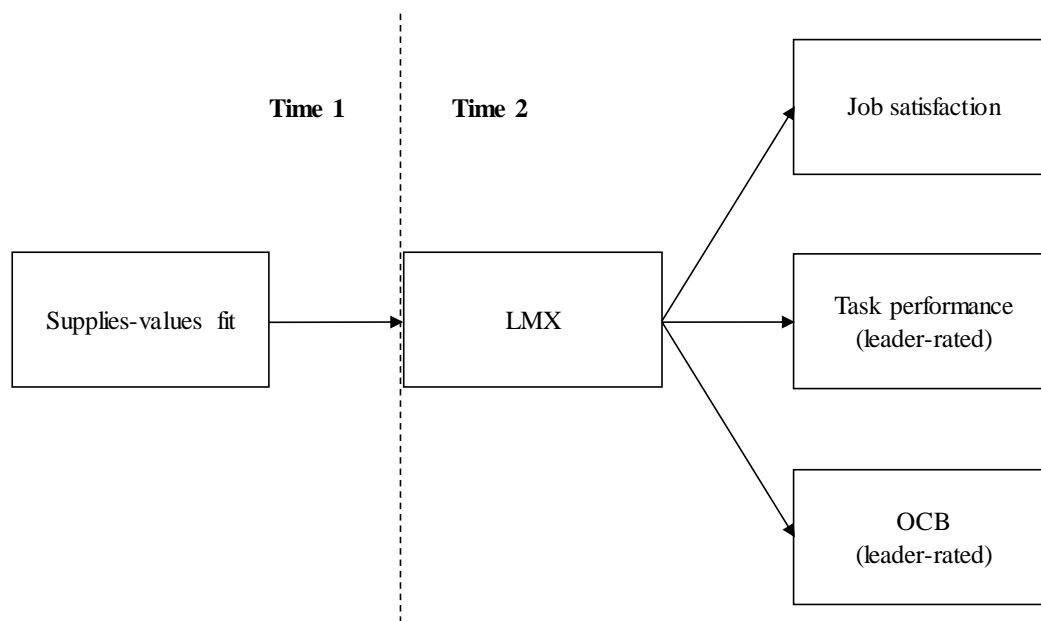 Job satisfaction
Time 1
Time 2
Supplies-values fit
LMX
Task performance
(leader-rated)
OCB
(leader-rated)